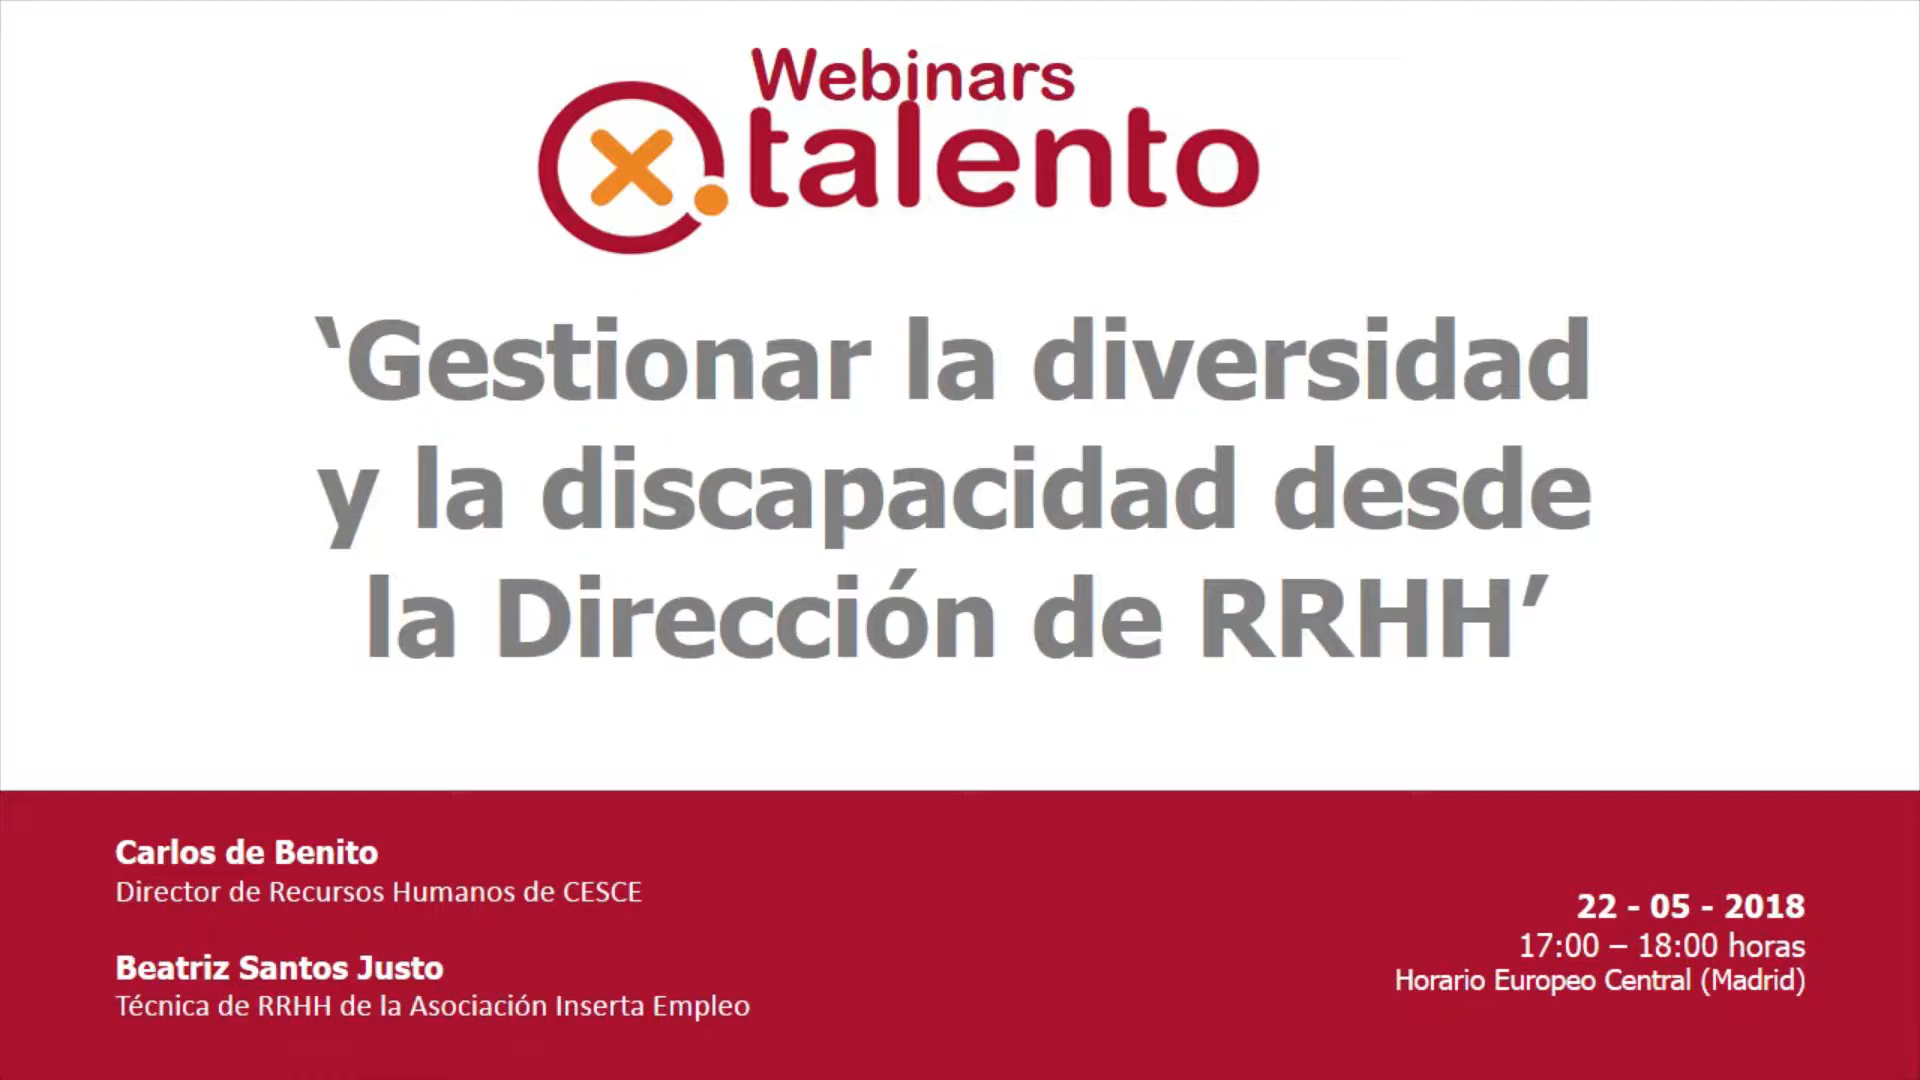 Webinars
x.talento
‘Gestionar la diversidad
y la discapacidad desde
la Dirección de RRHH’
Carlos de Benito
Director de Recursos Humanos de CESCE
Beatriz Santos Justo
Técnica de RRHH de la Asociación Inserta Empleo
22 - 05 - 2018
17:00 – 18:00 horas
Horario Europeo Central (Madrid)